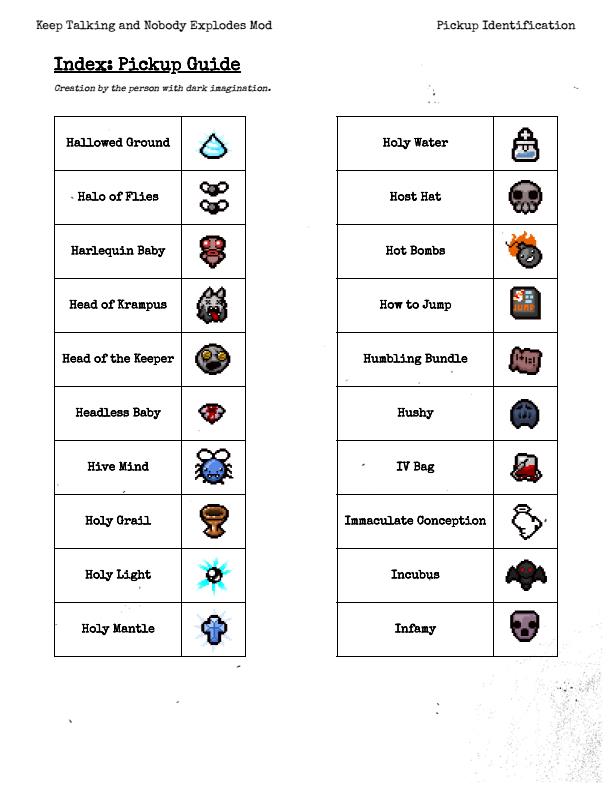 Keep Talking and Nobody Explodes Mod
Pickup Identification
Index: Pickup Guide
Creation by the person with dark imagination.
Hallowed Ground
Halo of Flies
Harlequin Baby
Head of Krampus
Head of the Keeper
Headless Baby
Hive Mind
Holy Grail
Holy Light
Holy Mantle
Holy Water
Host Hat
Hot Bombs
How to Jump
JUMP
Humbling Bundle
Hushy
IV Bag
Immaculate Conception
Incubus
Infamy